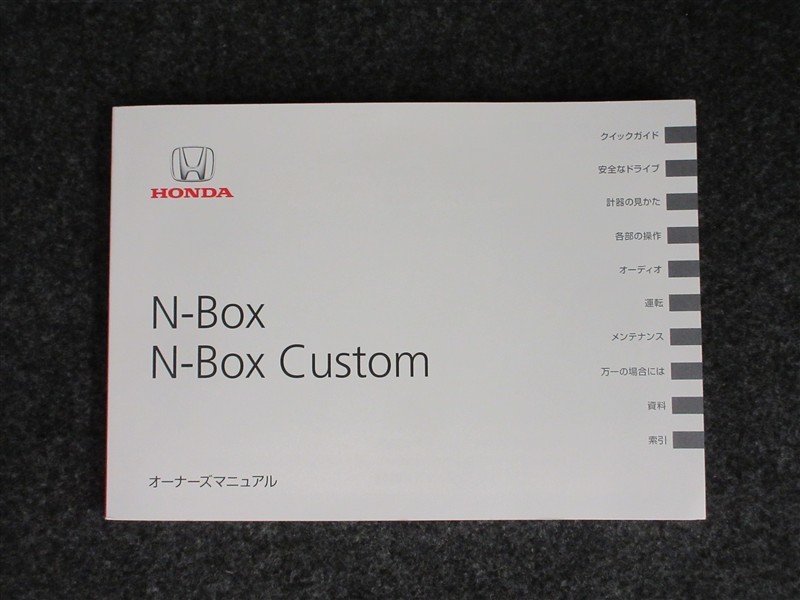 HONDA
N-Box
N-Box Custom
オーナーズマニュアル
クイックガイド
安全なドライブ
計器の見かた
各部の操作
オーディオ
運転
メンテナンス
万一の場合には
資料
索引